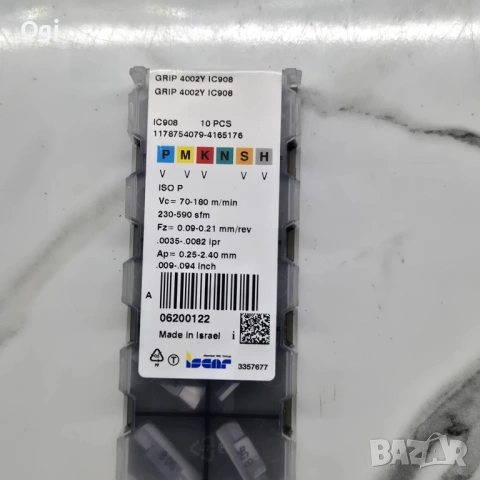 Ogi
GRIP 4002Y IC908
GRIP 4002Y IC908
IC908 10 PCS
1178754079-4165176
P M K N S H
V V V V V
ISO P
Vc= 70-180 m/min
230-590 sfm
Fz= 0.09-0.21 mm/rev
.0035-.0082 ipr
Ap= 0.25-2.40 mm
.009-.094 inch
A
06200122
Made in Israel i
PP
T
iscar
3357677
908
BAZAR